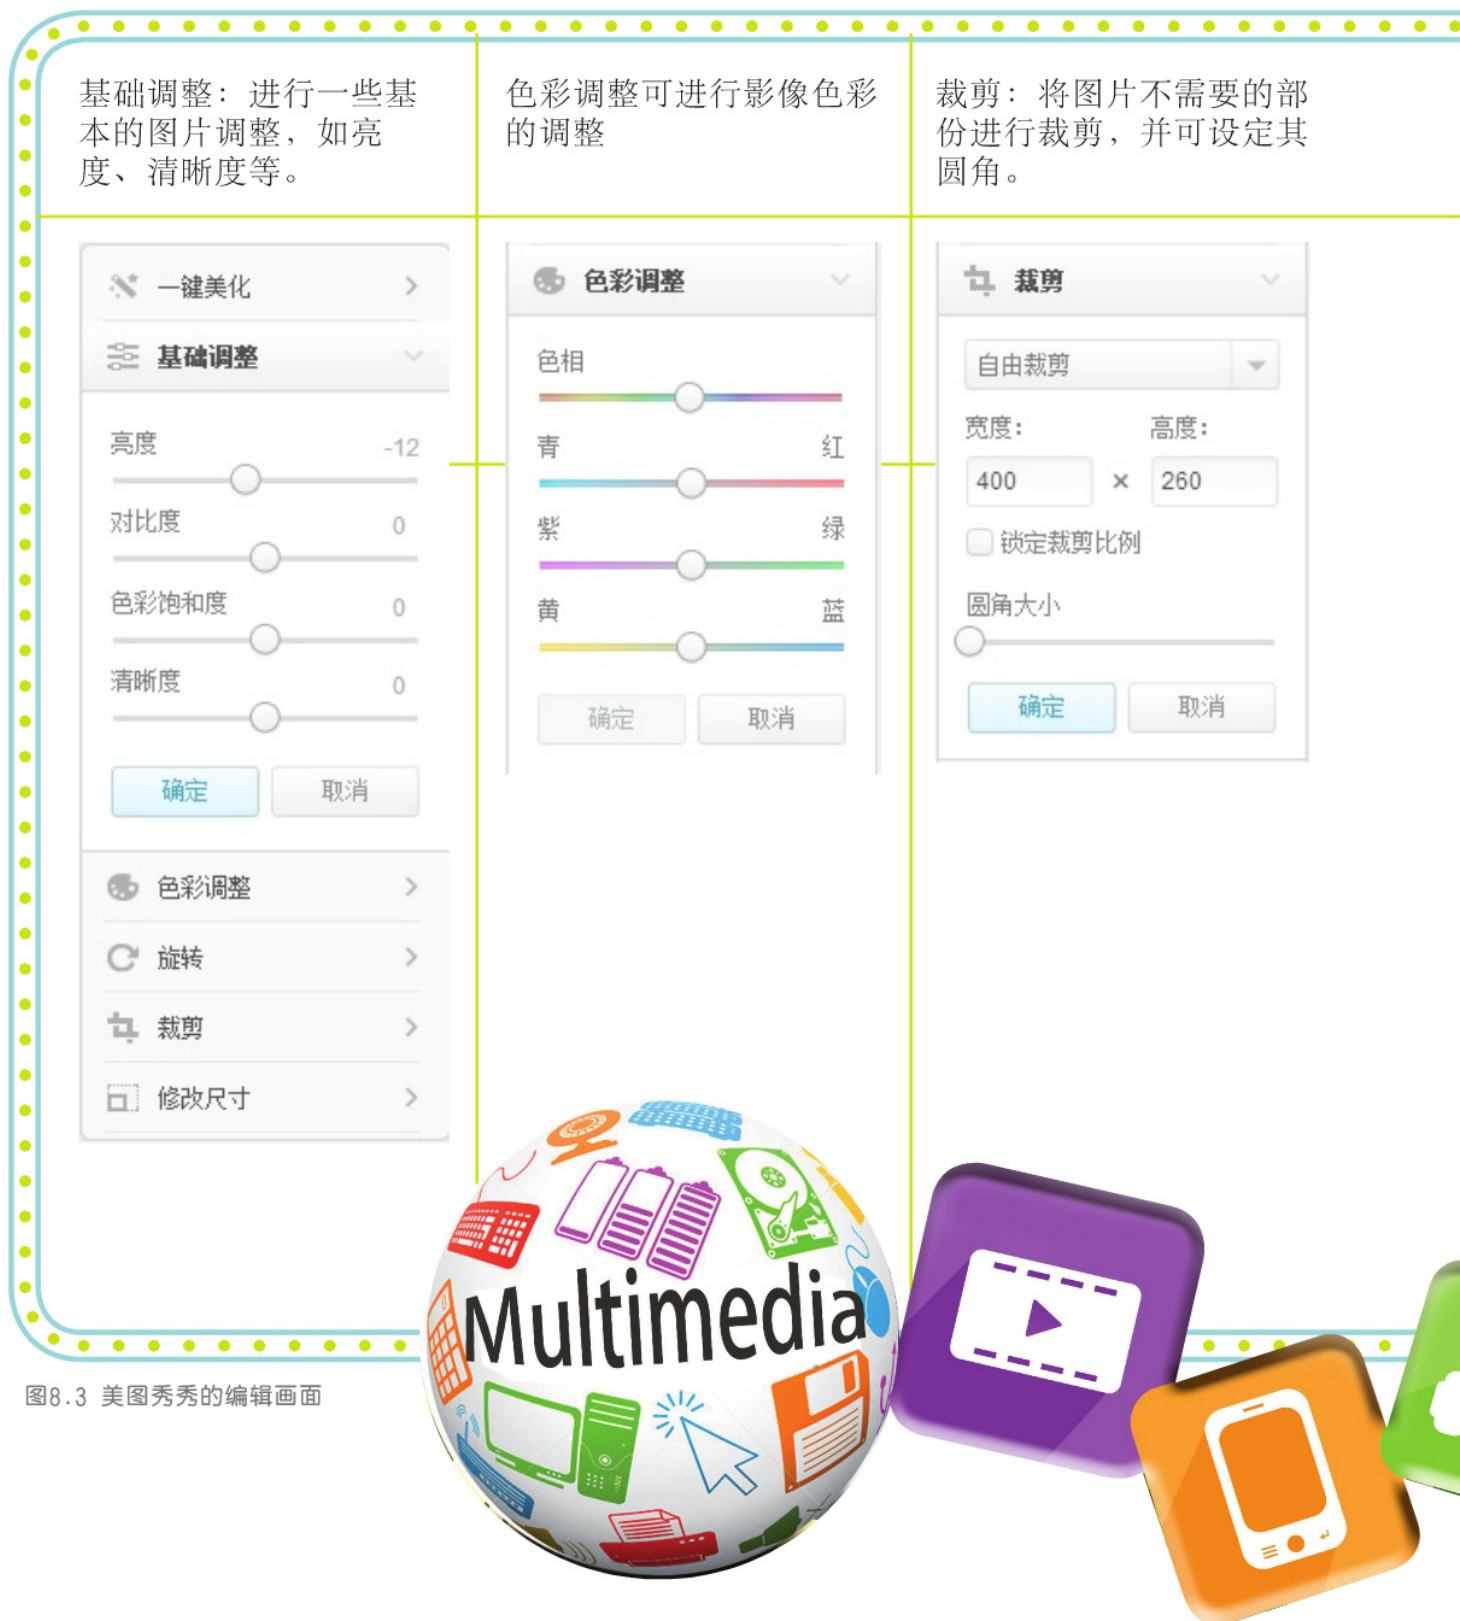 基础调整：进行一些基
本的图片调整，如亮
度、清晰度等。
色彩调整可进行影像色彩
的调整
裁剪：将图片不需要的部
份进行裁剪，并可设定其
圆角。
一键美化
基础调整
亮度 -12
对比度 0
色彩饱和度 0
清晰度 0
确定 取消
色彩调整
旋转
裁剪
修改尺寸
色彩调整
色相
青 红
紫 绿
黄 蓝
确定 取消
裁剪
自由裁剪
宽度： 高度：
400 × 260
锁定裁剪比例
圆角大小
确定 取消
Multimedia
图8.3 美图秀秀的编辑画面